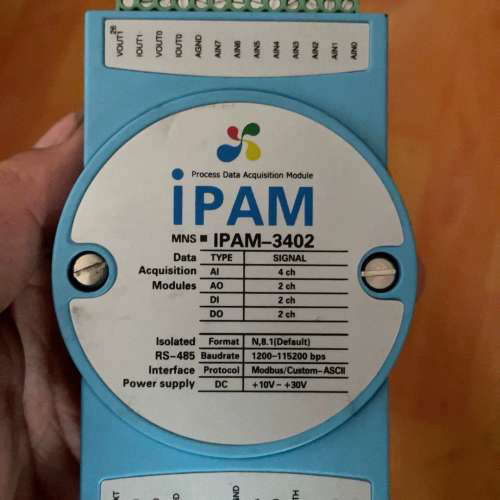 26
VOUT1 IOUT1 VOUT0 IOUT0 AGND AIN7 AIN6 AIN5 AIN4 AIN3 AIN2 AIN1 AIN0
Process Data Acquisition Module
iPAM
MNS ■ IPAM-3402
Data TYPE SIGNAL
Acquisition AI 4 ch
Modules AO 2 ch
DI 2 ch
DO 2 ch
Isolated Format N,8.1(Default)
RS-485 Baudrate 1200-115200 bps
Interface Protocol Modbus/Custom-ASCII
Power supply DC +10V ~ +30V